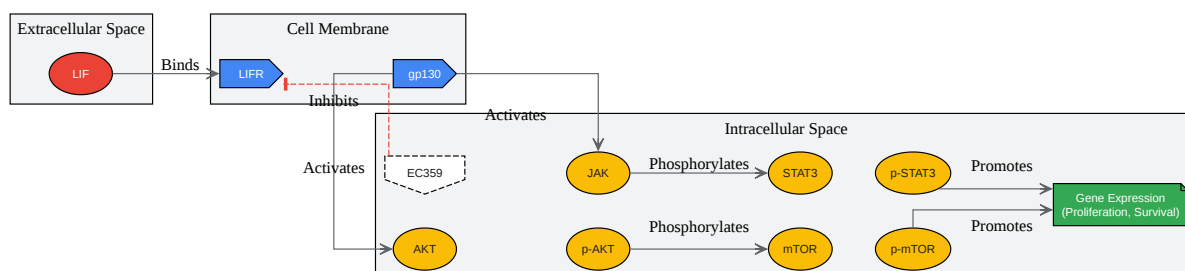 Extracellular Space
LIF
Binds
Cell Membrane
LIFR
gp130
Inhibits
Activates
Activates
Intracellular Space
EC359
JAK
Phosphorylates
STAT3
p-STAT3
Promotes
Gene Expression
(Proliferation, Survival)
AKT
p-AKT
Phosphorylates
mTOR
p-mTOR
Promotes